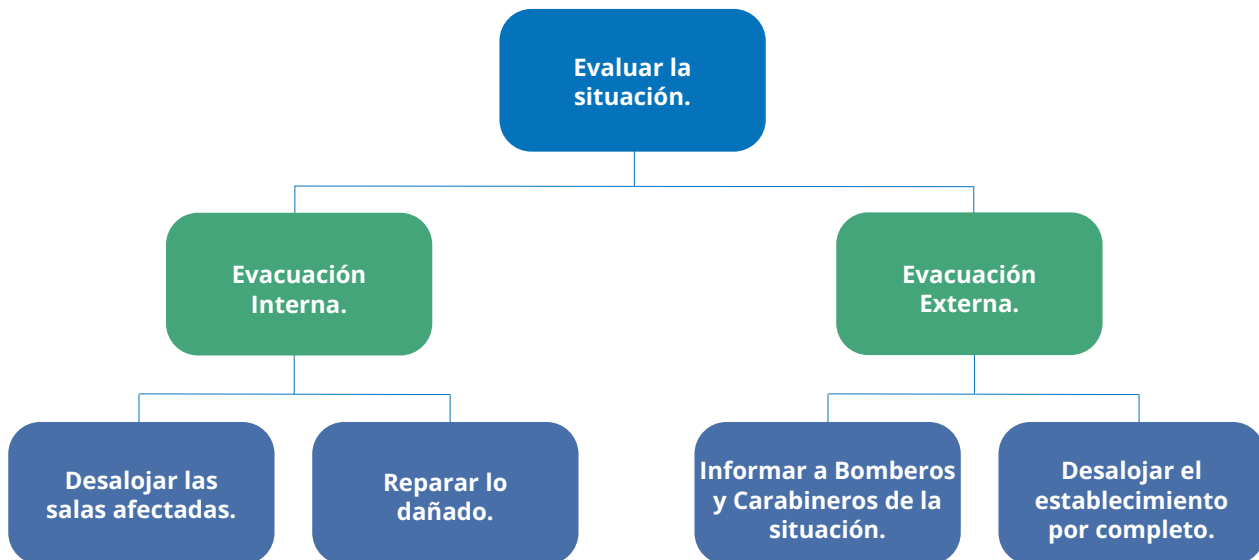 Evaluar la
situación.
Evacuación
Interna.
Evacuación
Externa.
Desalojar las
salas afectadas.
Reparar lo
dañado.
Informar a Bomberos
y Carabineros de la
situación.
Desalojar el
establecimiento
por completo.